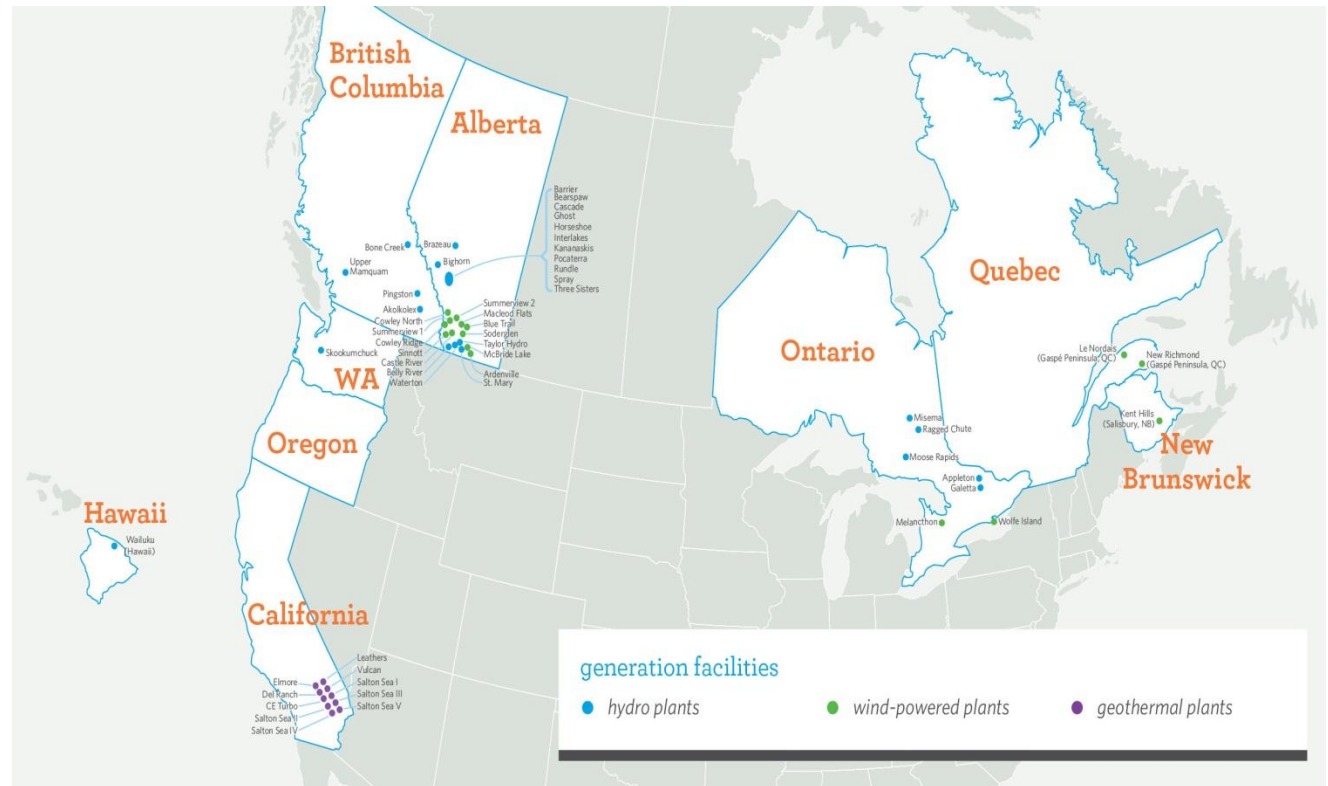 British
Columbia
Alberta
Barrier
Bearspaw
Cascade
Ghost
Horseshoe
Interlakes
Kananaskis
Pocaterra
Rundle
Spray
Three Sisters
Bone Creek
Brazeau
Bighorn
Upper
Mamquam
Pingston
Akolkolex
Cowley North
Summerview 1
Cowley Ridge
Sinnott
Castle River
Belly River
Waterton
Summerview 2
Macleod Flats
Blue Trail
Soderglen
Taylor Hydro
McBride Lake
Ardenville
St. Mary
Skookumchuck
WA
Oregon
Hawaii
Wailuku
(Hawaii)
California
Leathers
Vulcan
Salton Sea I
Salton Sea III
Salton Sea V
Elmore
Del Ranch
CE Turbo
Salton Sea II
Salton Sea IV
Ontario
Misema
Ragged Chute
Moose Rapids
Appleton
Galetta
Melancthon
Wolfe Island
Quebec
Le Nordais
(Gaspé Peninsula, QC)
New Richmond
(Gaspé Peninsula, QC)
Kent Hills
(Salisbury, NB)
New
Brunswick
generation facilities
hydro plants
wind-powered plants
geothermal plants